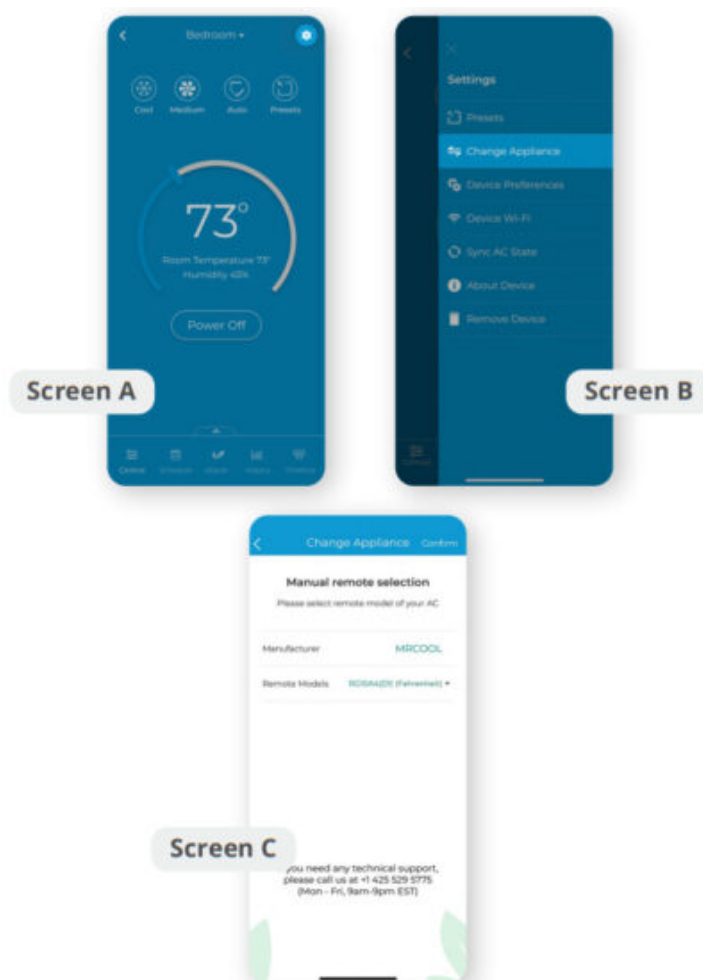 Bedroom
Cool Medium Auto Presets
73°
Room Temperature 73°
Humidity 45%
Power Off
Control
Screen A
Settings
Presets
Change Appliance
Device Preferences
Device Wi-Fi
Sync AC State
About Device
Remove Device
Screen B
Change Appliance Confirm
Manual remote selection
Please select remote model of your AC
Manufacturer MRCOOL
Remote Models (Fahrenheit)
Screen C
you need any technical support,
please call us at +1 425 529 5775
(Mon - Fri, 9am-9pm EST)